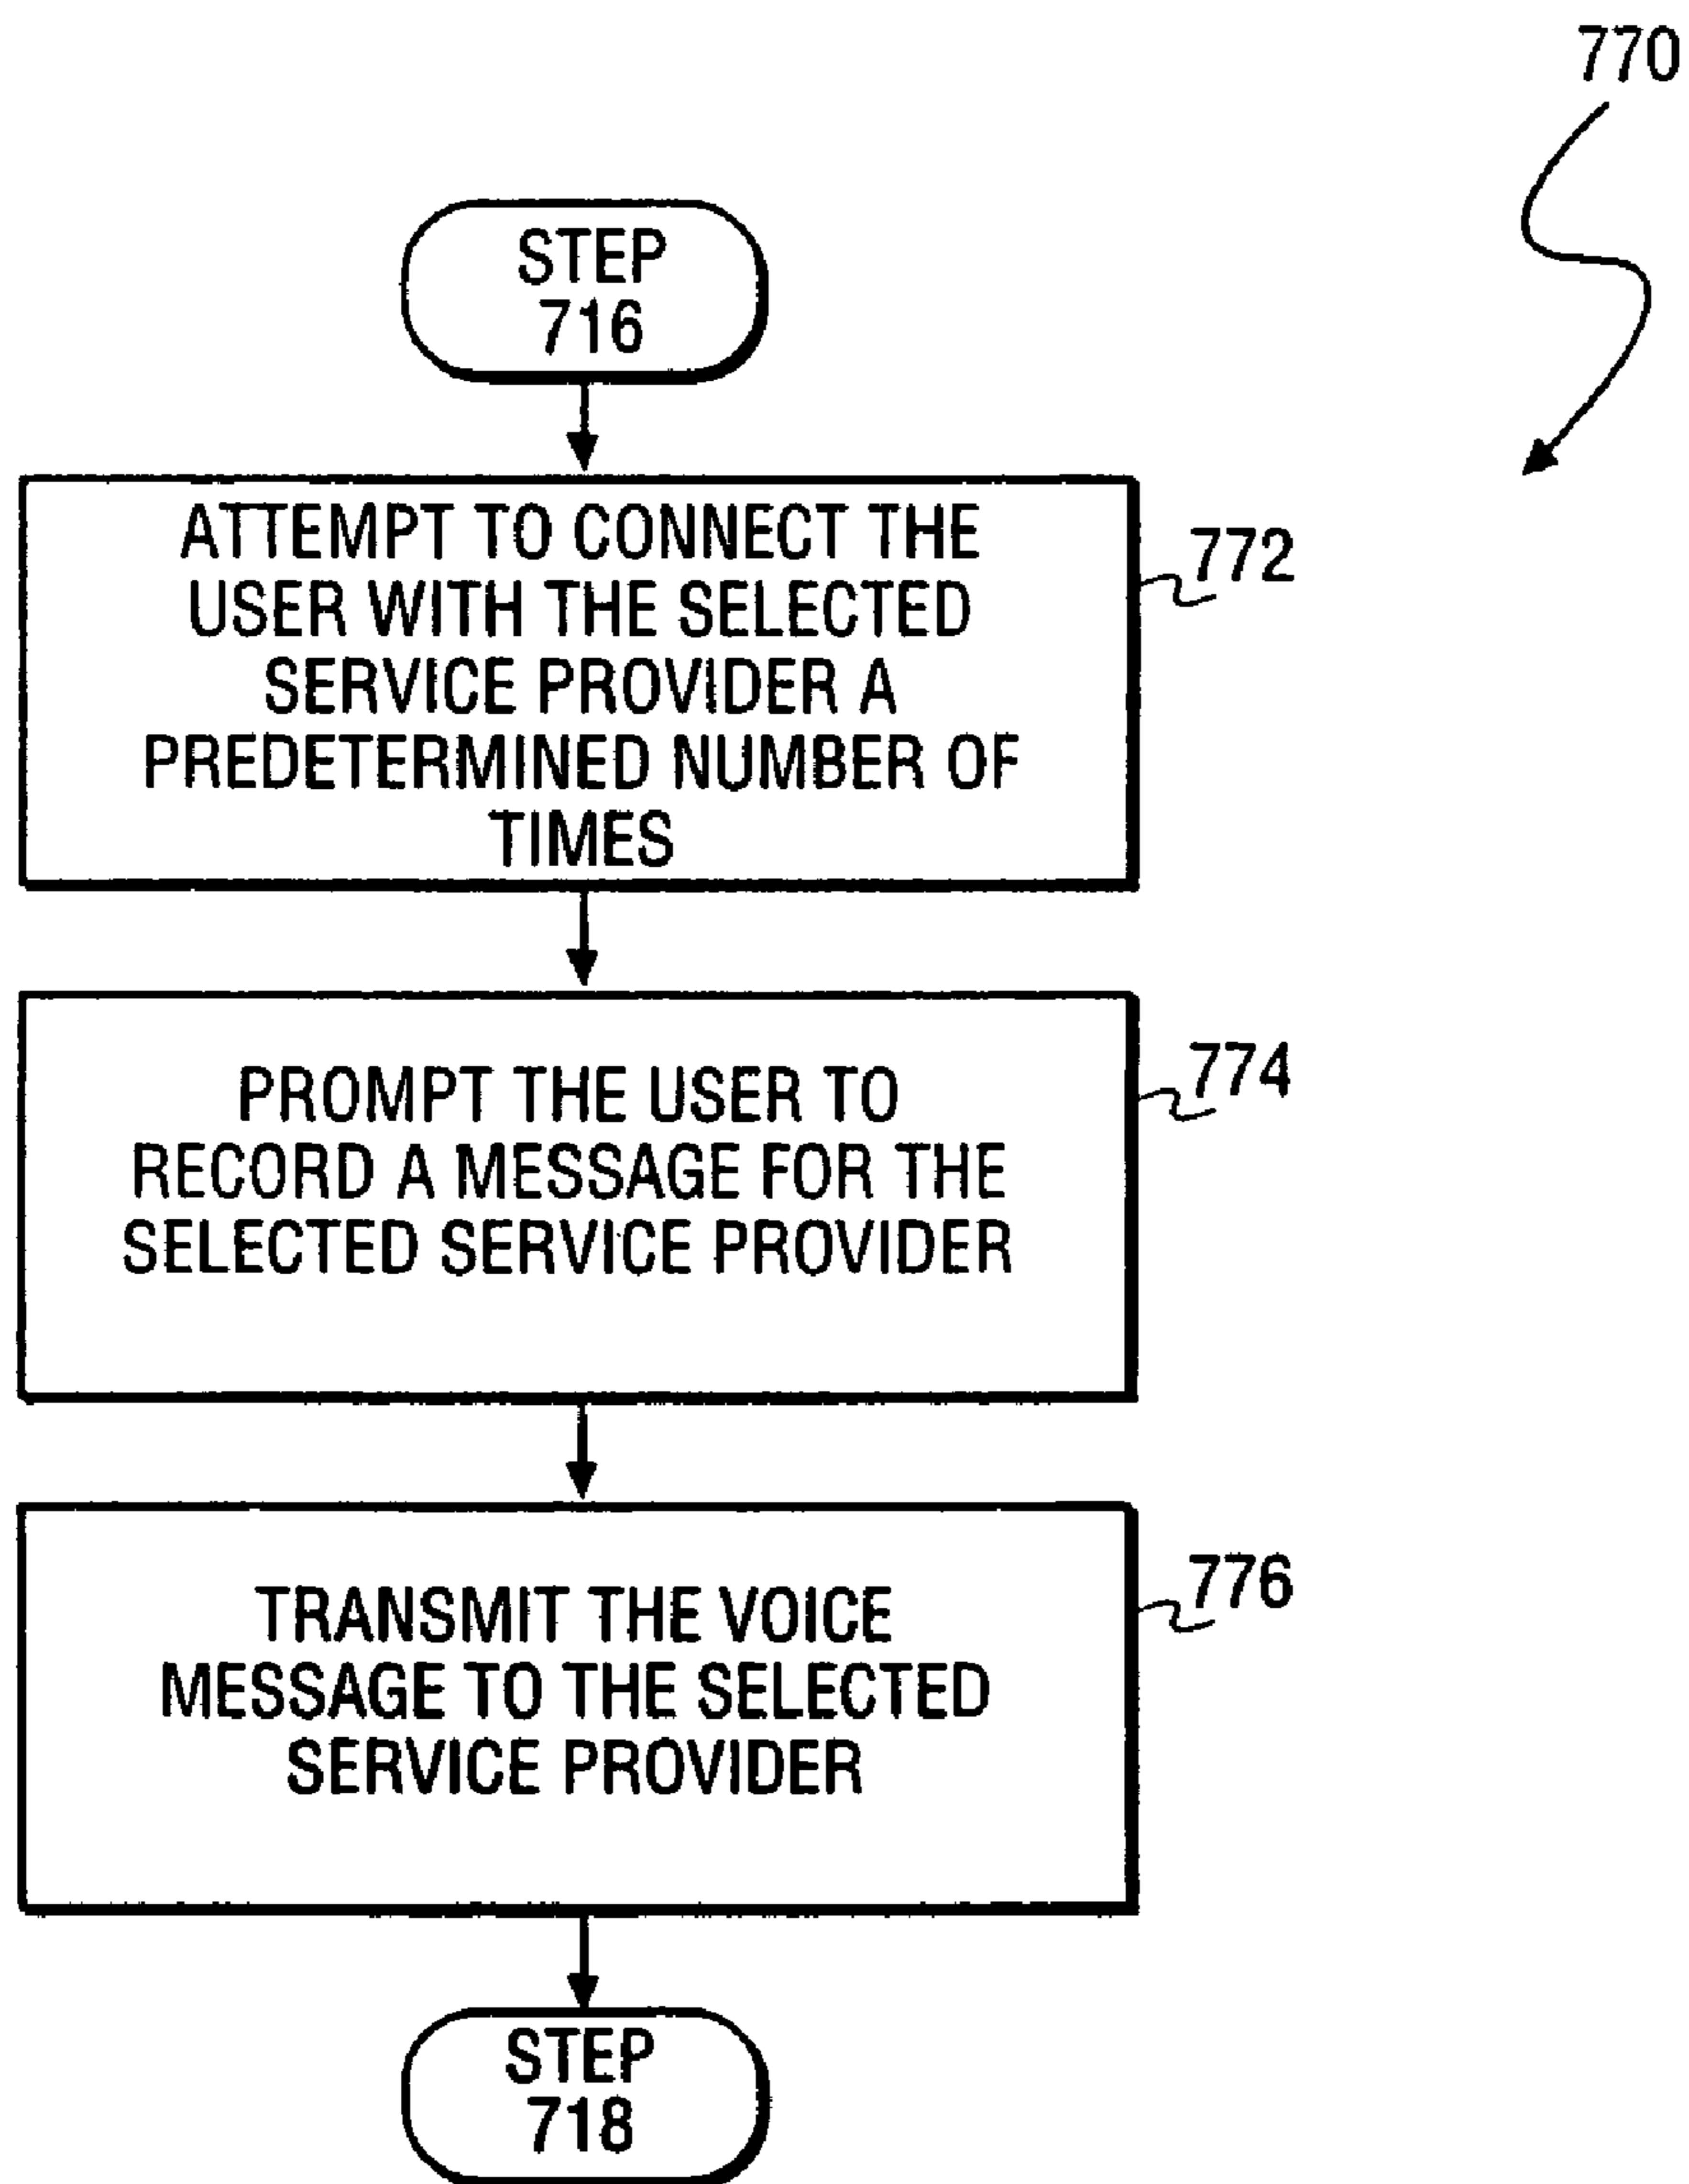 770
STEP
716
ATTEMPT TO CONNECT THE
USER WITH THE SELECTED
SERVICE PROVIDER A
PREDETERMINED NUMBER OF
TIMES
772
PROMPT THE USER TO
RECORD A MESSAGE FOR THE
SELECTED SERVICE PROVIDER
774
TRANSMIT THE VOICE
MESSAGE TO THE SELECTED
SERVICE PROVIDER
776
STEP
718